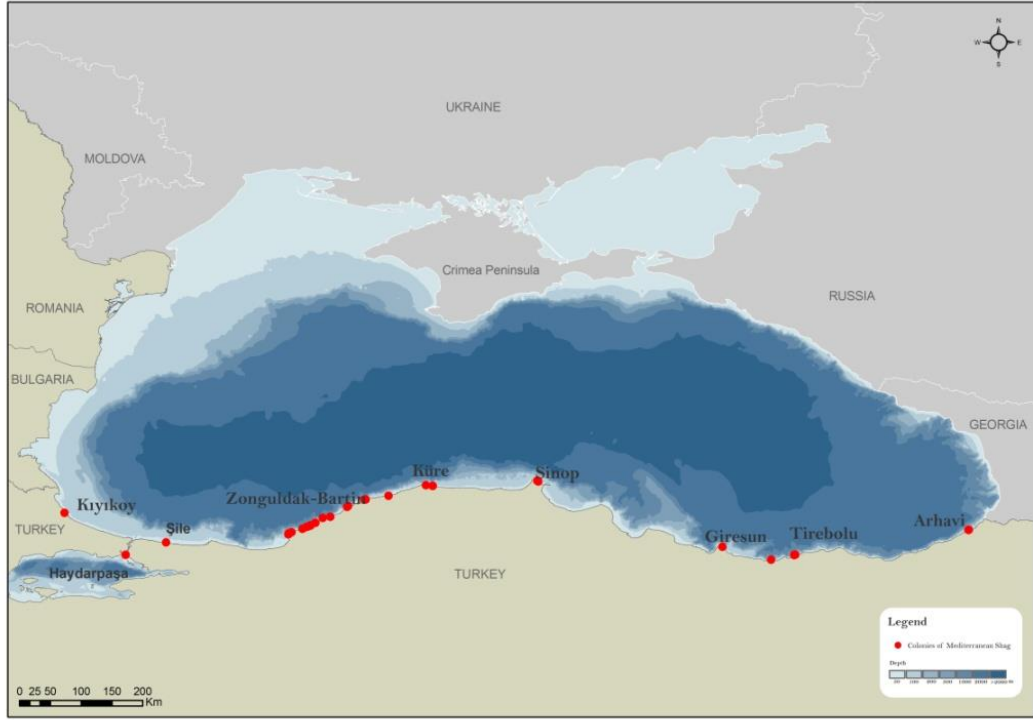 N
W E
S
UKRAINE
MOLDOVA
Crimea Peninsula
ROMANIA
RUSSIA
BULGARIA
GEORGIA
Küre
Sinop
Zonguldak-Bartin
Kıyıkoy
TURKEY
Şile
Arhavi
Giresun
Tirebolu
Haydarpaşa
TURKEY
Legend
Colonies of Mediterranean Shag
Depth
0 25 50 100 150 200
Km